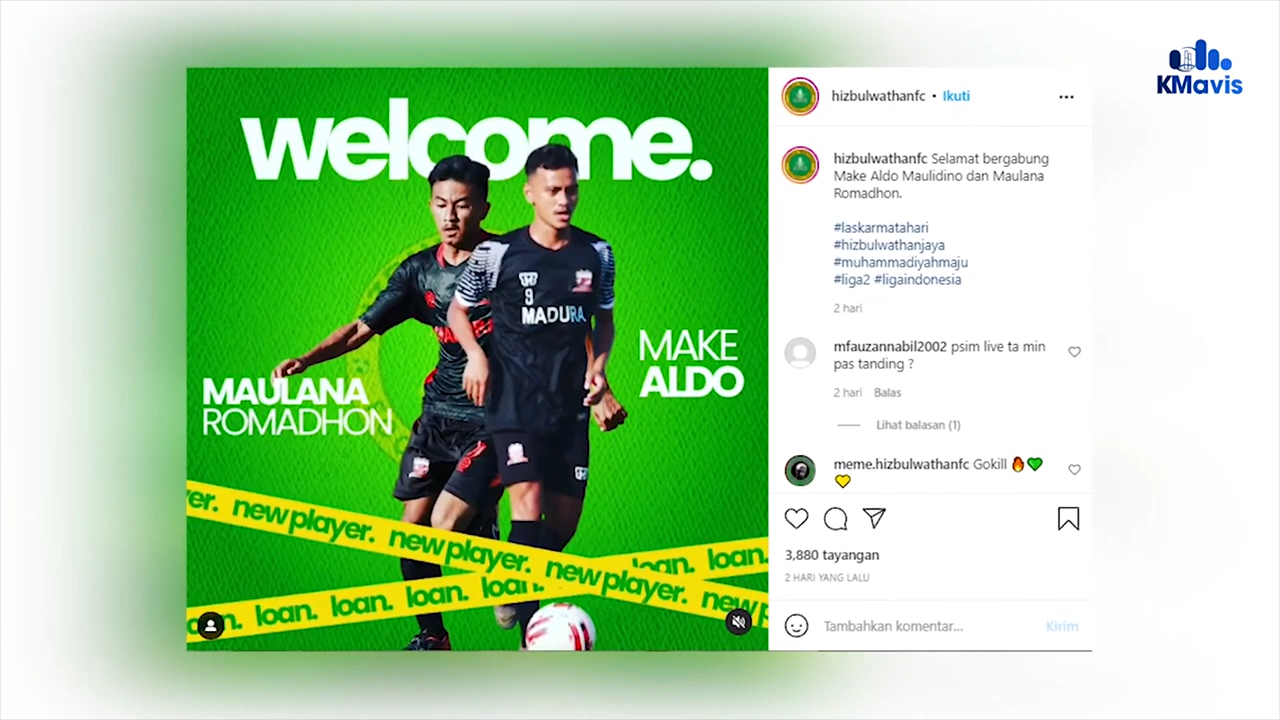 KMavis
welcome.
MAULANA
ROMADHON
MAKE
ALDO
9
MADURA
er. new player. new player. new player. new p
n. loan. loan. loan. loan. loan. loan.
hizbulwathanfc • Ikuti
hizbulwathanfc Selamat bergabung
Make Aldo Maulidino dan Maulana
Romadhon.
#laskarmatahari
#hizbulwathanjaya
#muhammadiyahmaju
#liga2 #ligaindonesia
2 hari
mfauzannabil2002 psim live ta min
pas tanding ?
2 hari Balas
Lihat balasan (1)
meme.hizbulwathanfc Gokill 🔥💚
💛
3,880 tayangan
2 HARI YANG LALU
Tambahkan komentar... Kirim